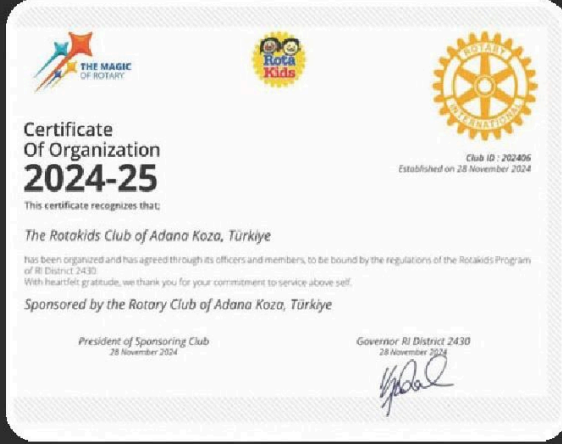 THE MAGIC
OF ROTARY
Rota
Kids
ROTARY
INTERNATIONAL
Certificate
Of Organization
2024-25
This certificate recognizes that;
Club ID : 202406
Established on 28 November 2024
The Rotakids Club of Adana Koza, Türkiye
has been organized and has agreed through its officers and members, to be bound by the regulations of the Rotakids Program
of RI District 2430.
With heartfelt gratitude, we thank you for your commitment to service above self.
Sponsored by the Rotary Club of Adana Koza, Türkiye
President of Sponsoring Club
28 November 2024
Governor RI District 2430
28 November 2024